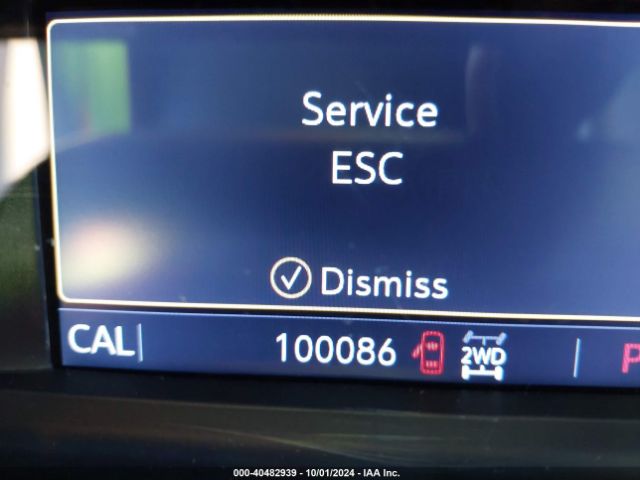 Service
ESC
Dismiss
CAL 100086 2WD P
000-40482939 - 10/01/2024 - IAA Inc.